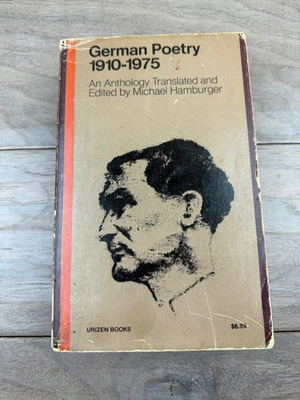 German Poetry
1910-1975
An Anthology Translated and
Edited by Michael Hamburger
URIZEN BOOKS
$6.95